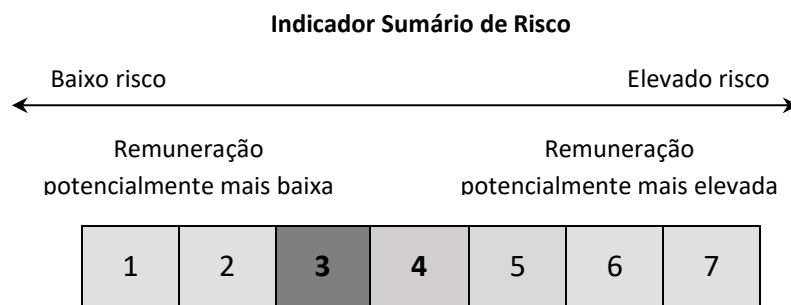 Indicador Sumário de Risco
Baixo risco Elevado risco
Remuneração Remuneração
potencialmente mais baixa potencialmente mais elevada
1 2 3 4 5 6 7